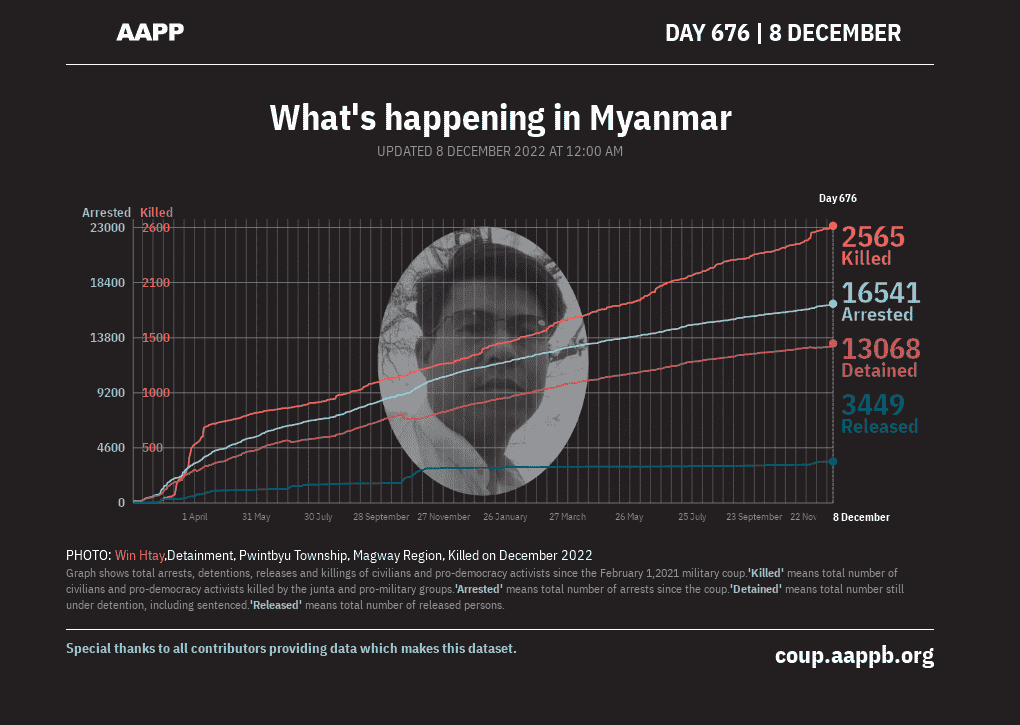 AAPP
DAY 676 | 8 DECEMBER
What's happening in Myanmar
UPDATED 8 DECEMBER 2022 AT 12:00 AM
Day 676
Arrested Killed
23000 2600
18400 2100
13800 1500
9200 1000
4600 500
0
2565
Killed
16541
Arrested
13068
Detained
3449
Released
1 April 31 May 30 July 28 September 27 November 26 January 27 March 26 May 25 July 23 September 22 Nov 8 December
PHOTO: Win Htay,Detainment, Pwintbyu Township, Magway Region, Killed on December 2022
Graph shows total arrests, detentions, releases and killings of civilians and pro-democracy activists since the February 1,2021 military coup.'Killed' means total number of
civilians and pro-democracy activists killed by the junta and pro-military groups.'Arrested' means total number of arrests since the coup.'Detained' means total number still
under detention, including sentenced.'Released' means total number of released persons.
Special thanks to all contributors providing data which makes this dataset.
coup.aappb.org